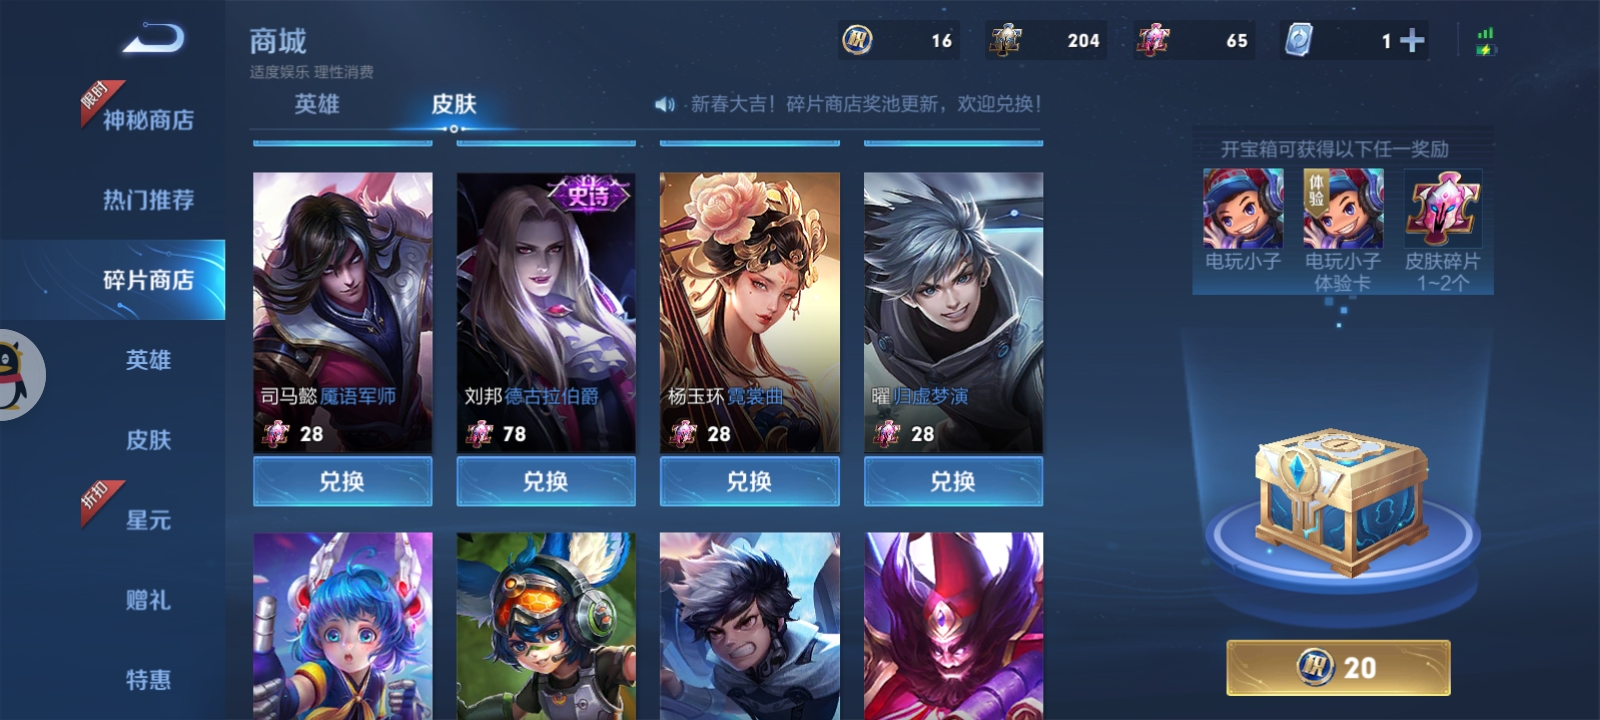 商城
适度娱乐 理性消费
16
204
65
1
限时
神秘商店
热门推荐
碎片商店
英雄
皮肤
折扣
星元
赠礼
特惠
英雄
皮肤
新春大吉！碎片商店奖池更新，欢迎兑换！
司马懿魇语军师
28
兑换
史诗
刘邦德古拉伯爵
78
兑换
杨玉环霓裳曲
28
兑换
曜归虚梦演
28
兑换
开宝箱可获得以下任一奖励
电玩小子
体验
电玩小子
体验卡
皮肤碎片
1~2个
积 20